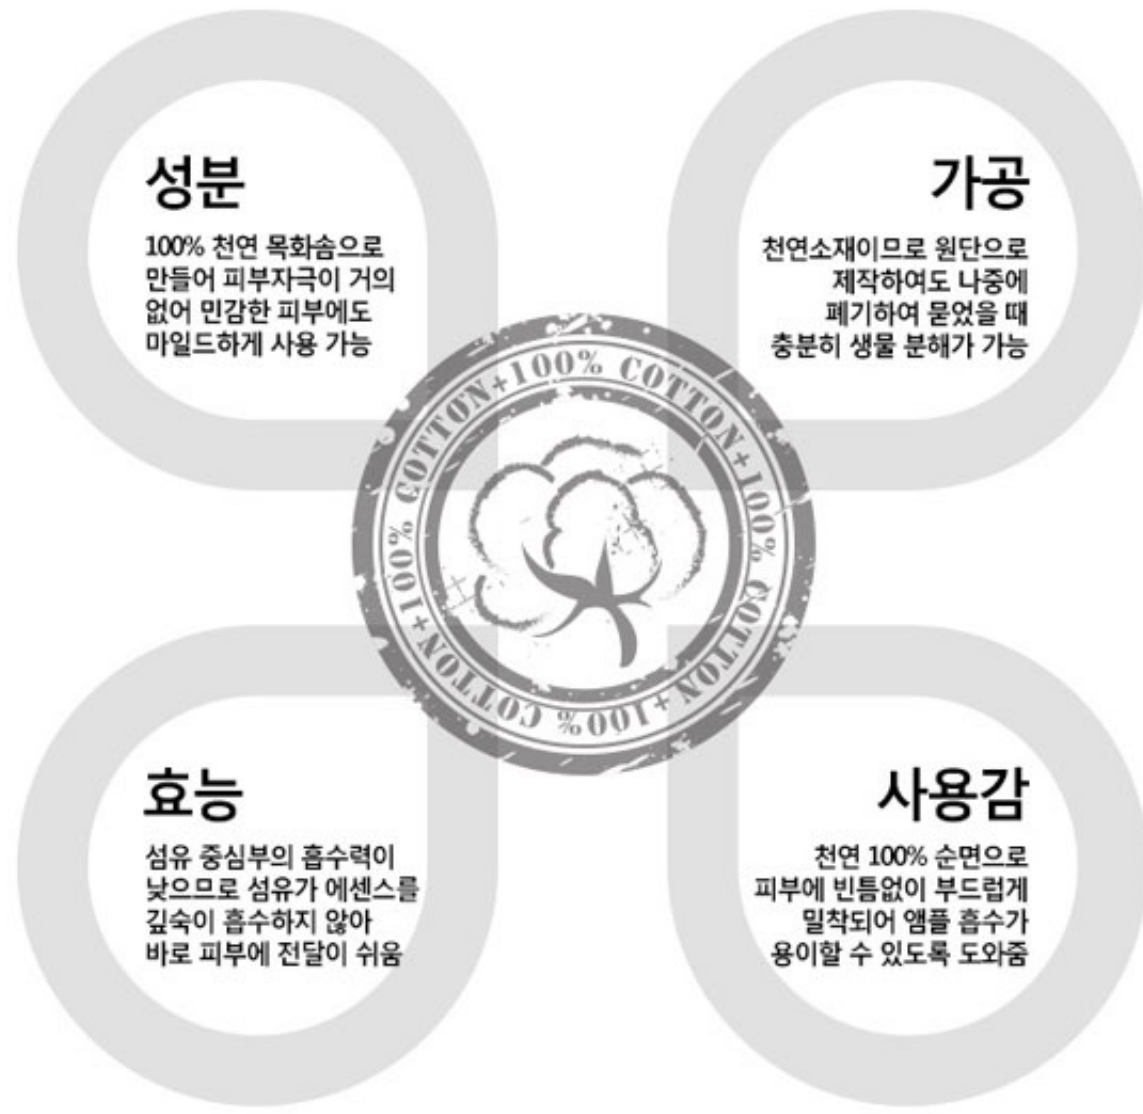 성분
100% 천연 목화솜으로
만들어 피부자극이 거의
없어 민감한 피부에도
마일드하게 사용 가능
가공
천연소재이므로 원단으로
제작하여도 나중에
폐기하여 묻었을 때
충분히 생물 분해가 가능
100% COTTON+100% COTTON+100% COTTON+100% COTTON+
효능
섬유 중심부의 흡수력이
낮으므로 섬유가 에센스를
깊숙이 흡수하지 않아
바로 피부에 전달이 쉬움
사용감
천연 100% 순면으로
피부에 빈틈없이 부드럽게
밀착되어 앰플 흡수가
용이할 수 있도록 도와줌